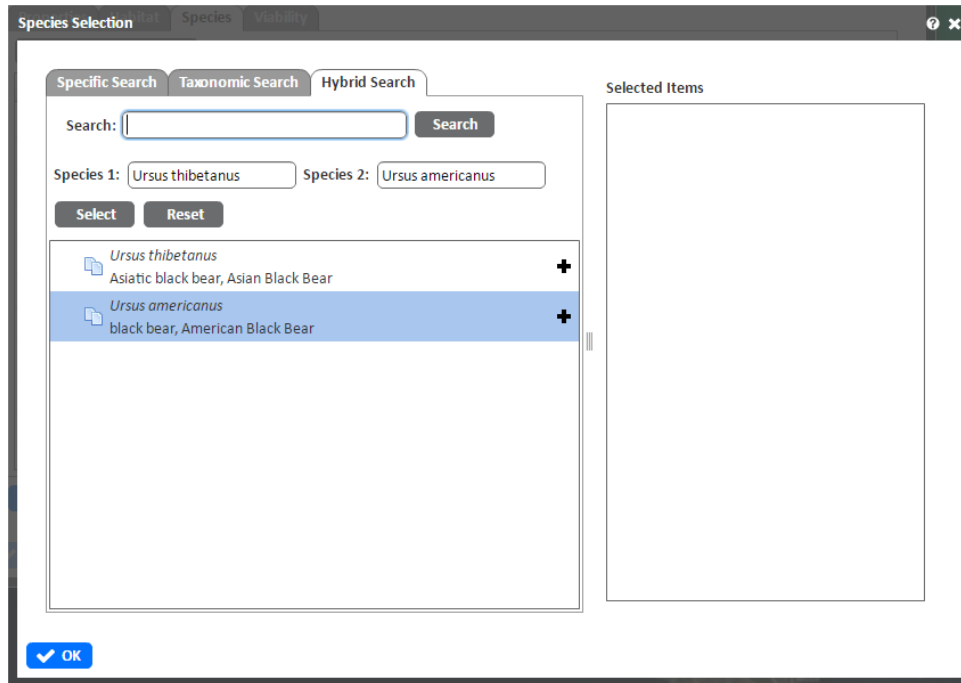 Habitat Species Viability
Species Selection
Specific Search Taxonomic Search Hybrid Search
Selected Items
Search: Search
Species 1: Ursus thibetanus Species 2: Ursus americanus
Select Reset
Ursus thibetanus
Asiatic black bear, Asian Black Bear
Ursus americanus
black bear, American Black Bear
OK